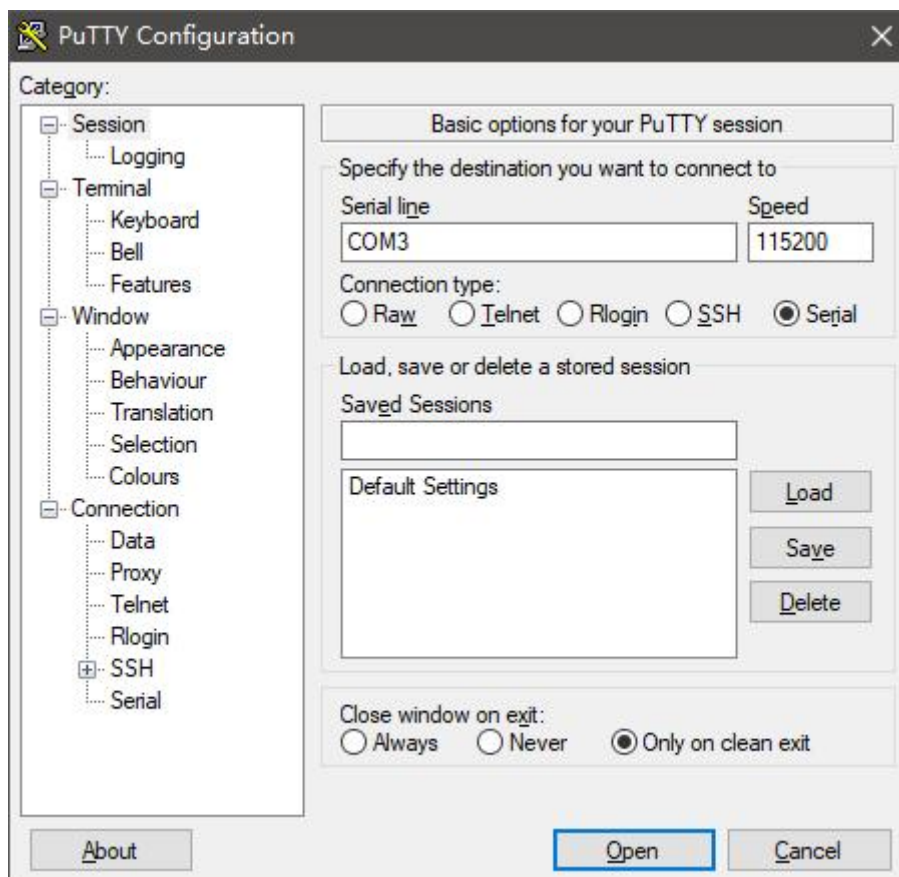 PuTTY Configuration
Category:
Session
Logging
Terminal
Keyboard
Bell
Features
Window
Appearance
Behaviour
Translation
Selection
Colours
Connection
Data
Proxy
Telnet
Rlogin
SSH
Serial
Basic options for your PuTTY session
Specify the destination you want to connect to
Serial line Speed
COM3 115200
Connection type:
Raw Telnet Rlogin SSH Serial
Load, save or delete a stored session
Saved Sessions
Default Settings
Load
Save
Delete
Close window on exit:
Always Never Only on clean exit
About Open Cancel